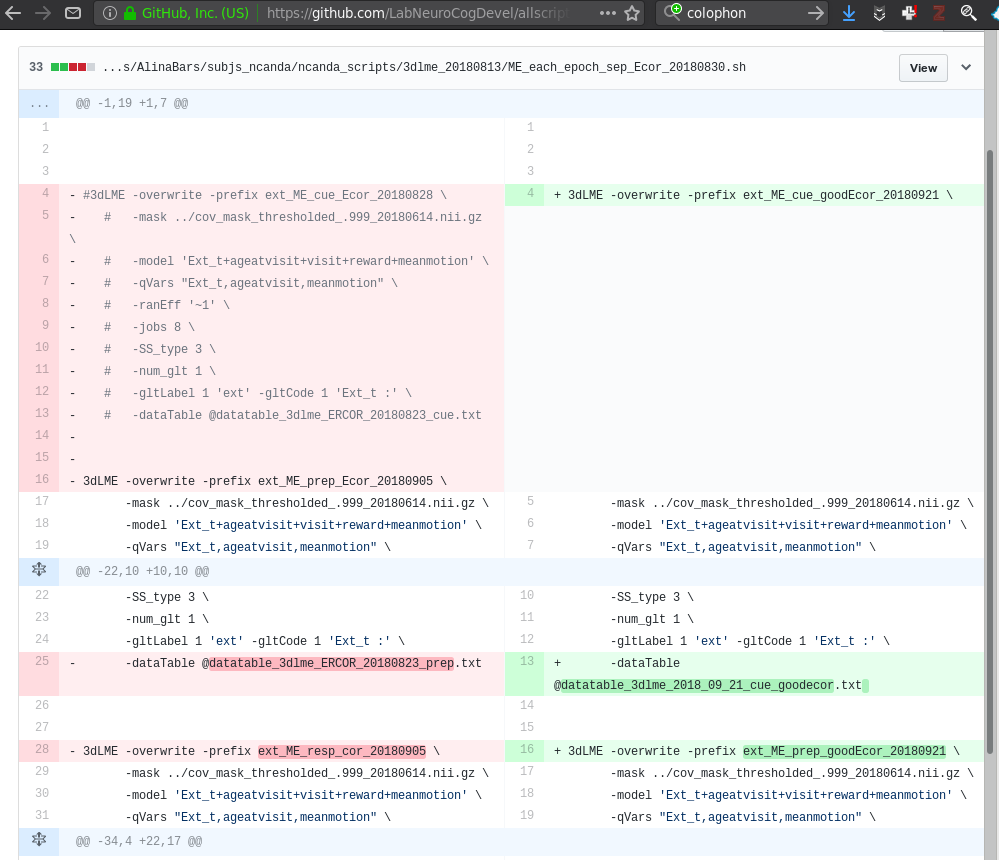 GitHub, Inc. (US) https://github.com/LabNeuroCogDevel/allscript colophon
33 ...s/AlinaBars/subjs_ncanda/ncanda_scripts/3dlme_20180813/ME_each_epoch_sep_Ecor_20180830.sh View
... @@ -1,19 +1,7 @@
1 1
2 2
3 3
4 - #3dLME -overwrite -prefix ext_ME_cue_Ecor_20180828 \ 4 + 3dLME -overwrite -prefix ext_ME_cue_goodEcor_20180921 \
5 - # -mask ../cov_mask_thresholded_.999_20180614.nii.gz
\
6 - # -model 'Ext_t+ageatvisit+visit+reward+meanmotion' \
7 - # -qVars "Ext_t,ageatvisit,meanmotion" \
8 - # -ranEff '~1' \
9 - # -jobs 8 \
10 - # -SS_type 3 \
11 - # -num_glt 1 \
12 - # -gltLabel 1 'ext' -gltCode 1 'Ext_t :' \
13 - # -dataTable @datatable_3dlme_ERCOR_20180823_cue.txt
14 -
15 -
16 - 3dLME -overwrite -prefix ext_ME_prep_Ecor_20180905 \
17 -mask ../cov_mask_thresholded_.999_20180614.nii.gz \ 5 -mask ../cov_mask_thresholded_.999_20180614.nii.gz \
18 -model 'Ext_t+ageatvisit+visit+reward+meanmotion' \ 6 -model 'Ext_t+ageatvisit+visit+reward+meanmotion' \
19 -qVars "Ext_t,ageatvisit,meanmotion" \ 7 -qVars "Ext_t,ageatvisit,meanmotion" \
@@ -22,10 +10,10 @@
22 -SS_type 3 \ 10 -SS_type 3 \
23 -num_glt 1 \ 11 -num_glt 1 \
24 -gltLabel 1 'ext' -gltCode 1 'Ext_t :' \ 12 -gltLabel 1 'ext' -gltCode 1 'Ext_t :' \
25 - -dataTable @datatable_3dlme_ERCOR_20180823_prep.txt 13 + -dataTable
@datatable_3dlme_2018_09_21_cue_goodecor.txt
26 14
27 15
28 - 3dLME -overwrite -prefix ext_ME_resp_cor_20180905 \ 16 + 3dLME -overwrite -prefix ext_ME_prep_goodEcor_20180921 \
29 -mask ../cov_mask_thresholded_.999_20180614.nii.gz \ 17 -mask ../cov_mask_thresholded_.999_20180614.nii.gz \
30 -model 'Ext_t+ageatvisit+visit+reward+meanmotion' \ 18 -model 'Ext_t+ageatvisit+visit+reward+meanmotion' \
31 -qVars "Ext_t,ageatvisit,meanmotion" \ 19 -qVars "Ext_t,ageatvisit,meanmotion" \
@@ -34,4 +22,17 @@